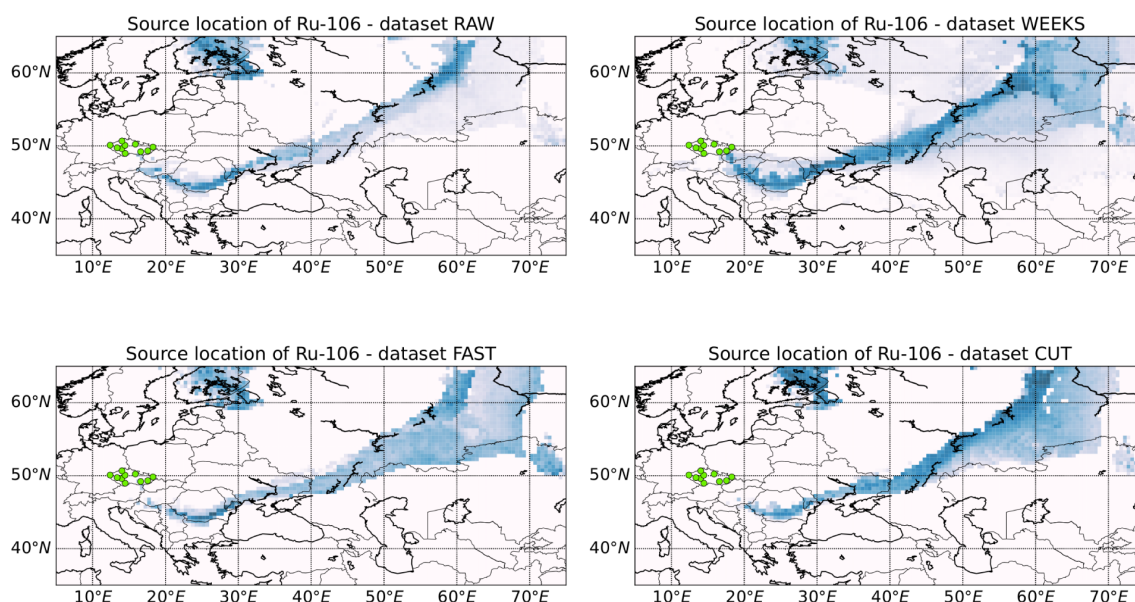 Source location of Ru-106 - dataset RAW
60°N
50°N
40°N
10°E 20°E 30°E 40°E 50°E 60°E 70°E
Source location of Ru-106 - dataset WEEKS
60°N
50°N
40°N
10°E 20°E 30°E 40°E 50°E 60°E 70°E
Source location of Ru-106 - dataset FAST
60°N
50°N
40°N
10°E 20°E 30°E 40°E 50°E 60°E 70°E
Source location of Ru-106 - dataset CUT
60°N
50°N
40°N
10°E 20°E 30°E 40°E 50°E 60°E 70°E